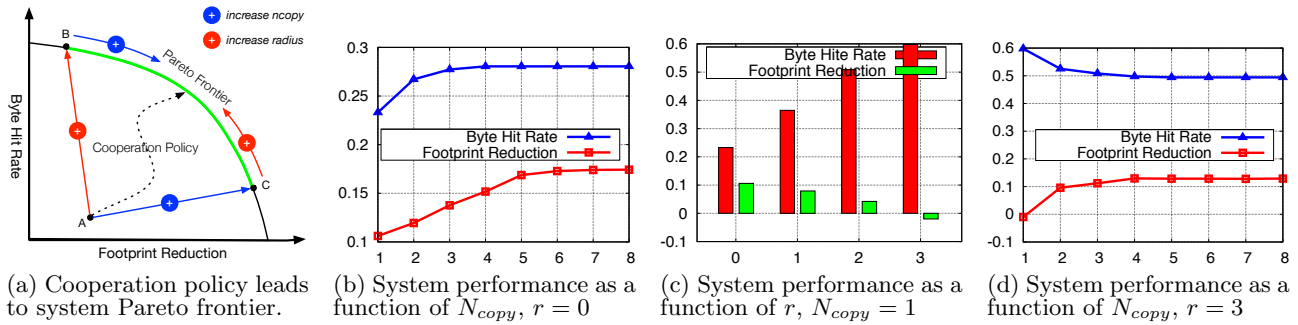 + increase ncopy
+ increase radius
B
+
Pareto Frontier
Byte Hit Rate
+
+
Cooperation Policy
C
+
A
Footprint Reduction
(a) Cooperation policy leads
to system Pareto frontier.
0.3
0.25
0.2
0.15
0.1
Byte Hit Rate
Footprint Reduction
1 2 3 4 5 6 7 8
(b) System performance as a
function of Ncopy, r = 0
0.6
0.5
0.4
0.3
0.2
0.1
0
-0.1
Byte Hite Rate
Footprint Reduction
0 1 2 3
(c) System performance as a
function of r, Ncopy = 1
0.6
0.5
0.4
0.3
0.2
0.1
0
-0.1
Byte Hit Rate
Footprint Reduction
1 2 3 4 5 6 7 8
(d) System performance as a
function of Ncopy, r = 3